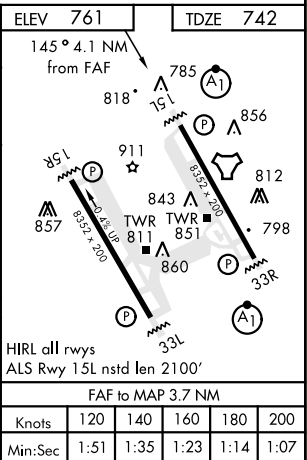 ELEV 761
TDZE 742
145° 4.1 NM
from FAF
785
A1
818
15L
P
856
15R
P
911
812
857
0.4% UP
8352 x 200
8352 x 200
843
TWR
851
798
TWR
811
860
P
33R
P
A1
33L
HIRL all rwys
ALS Rwy 15L nstd len 2100'
FAF to MAP 3.7 NM
Knots 120 140 160 180 200
Min:Sec 1:51 1:35 1:23 1:14 1:07